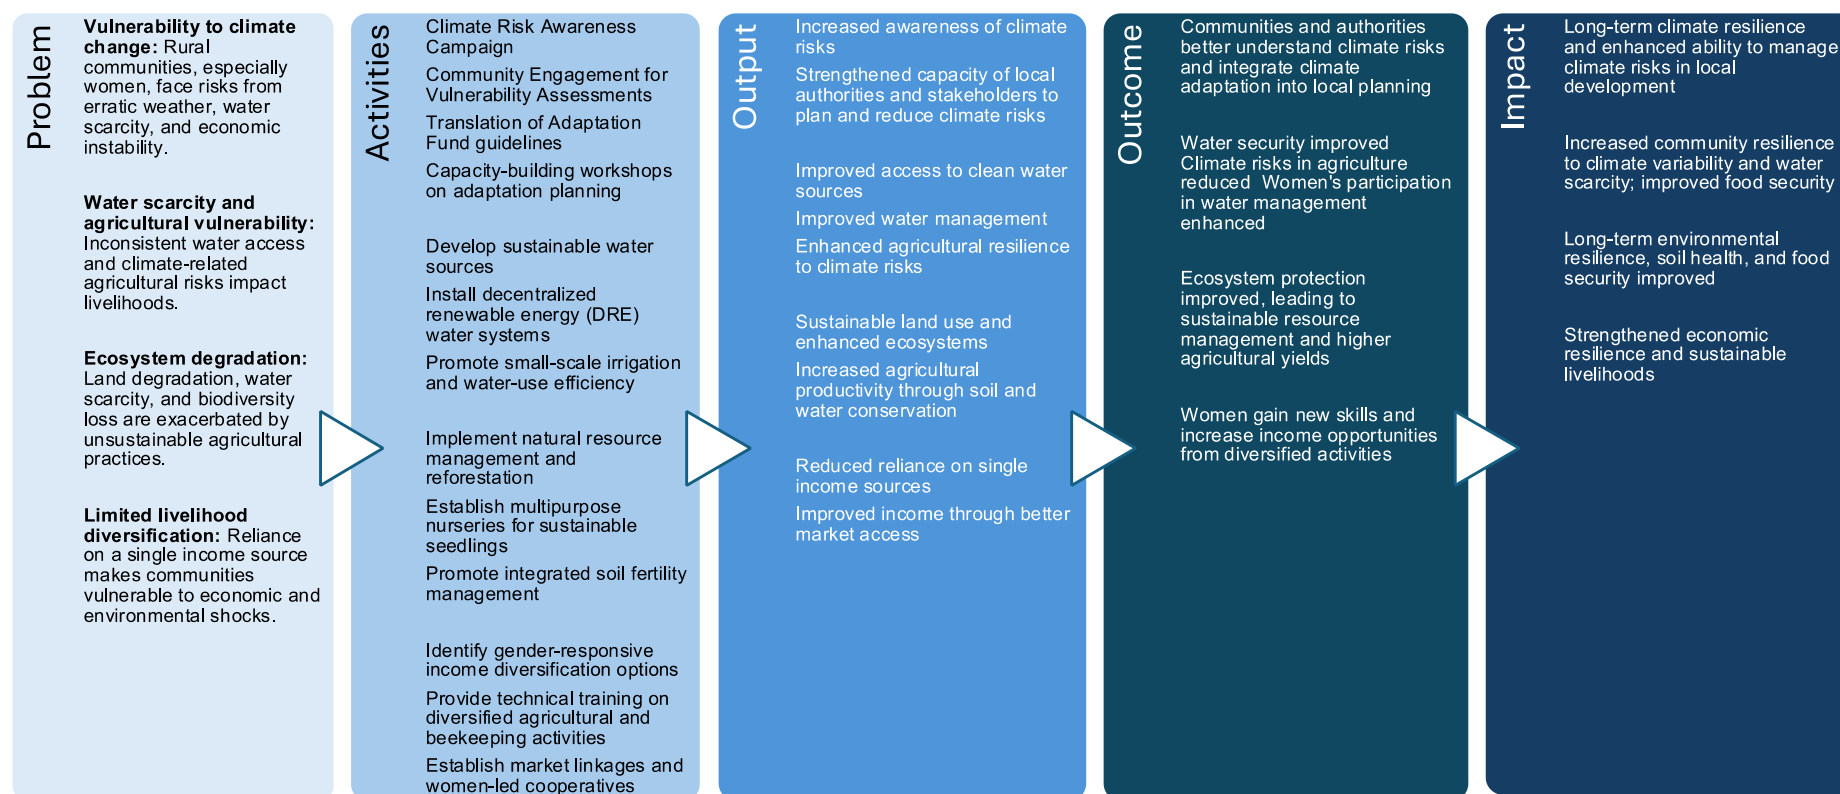 Problem
Vulnerability to climate
change: Rural
communities, especially
women, face risks from
erratic weather, water
scarcity, and economic
instability.
Water scarcity and
agricultural vulnerability:
Inconsistent water access
and climate-related
agricultural risks impact
livelihoods.
Ecosystem degradation:
Land degradation, water
scarcity, and biodiversity
loss are exacerbated by
unsustainable agricultural
practices.
Limited livelihood
diversification: Reliance
on a single income source
makes communities
vulnerable to economic and
environmental shocks.
Activities
Climate Risk Awareness
Campaign
Community Engagement for
Vulnerability Assessments
Translation of Adaptation
Fund guidelines
Capacity-building workshops
on adaptation planning
Develop sustainable water
sources
Install decentralized
renewable energy (DRE)
water systems
Promote small-scale irrigation
and water-use efficiency
Implement natural resource
management and
reforestation
Establish multipurpose
nurseries for sustainable
seedlings
Promote integrated soil fertility
management
Identify gender-responsive
income diversification options
Provide technical training on
diversified agricultural and
beekeeping activities
Establish market linkages and
women-led cooperatives
Output
Increased awareness of climate
risks
Strengthened capacity of local
authorities and stakeholders to
plan and reduce climate risks
Improved access to clean water
sources
Improved water management
Enhanced agricultural resilience
to climate risks
Sustainable land use and
enhanced ecosystems
Increased agricultural
productivity through soil and
water conservation
Reduced reliance on single
income sources
Improved income through better
market access
Outcome
Communities and authorities
better understand climate risks
and integrate climate
adaptation into local planning
Water security improved
Climate risks in agriculture
reduced  Women's participation
in water management
enhanced
Ecosystem protection
improved, leading to
sustainable resource
management and higher
agricultural yields
Women gain new skills and
increase income opportunities
from diversified activities
Impact
Long-term climate resilience
and enhanced ability to manage
climate risks in local
development
Increased community resilience
to climate variability and water
scarcity; improved food security
Long-term environmental
resilience, soil health, and food
security improved
Strengthened economic
resilience and sustainable
livelihoods